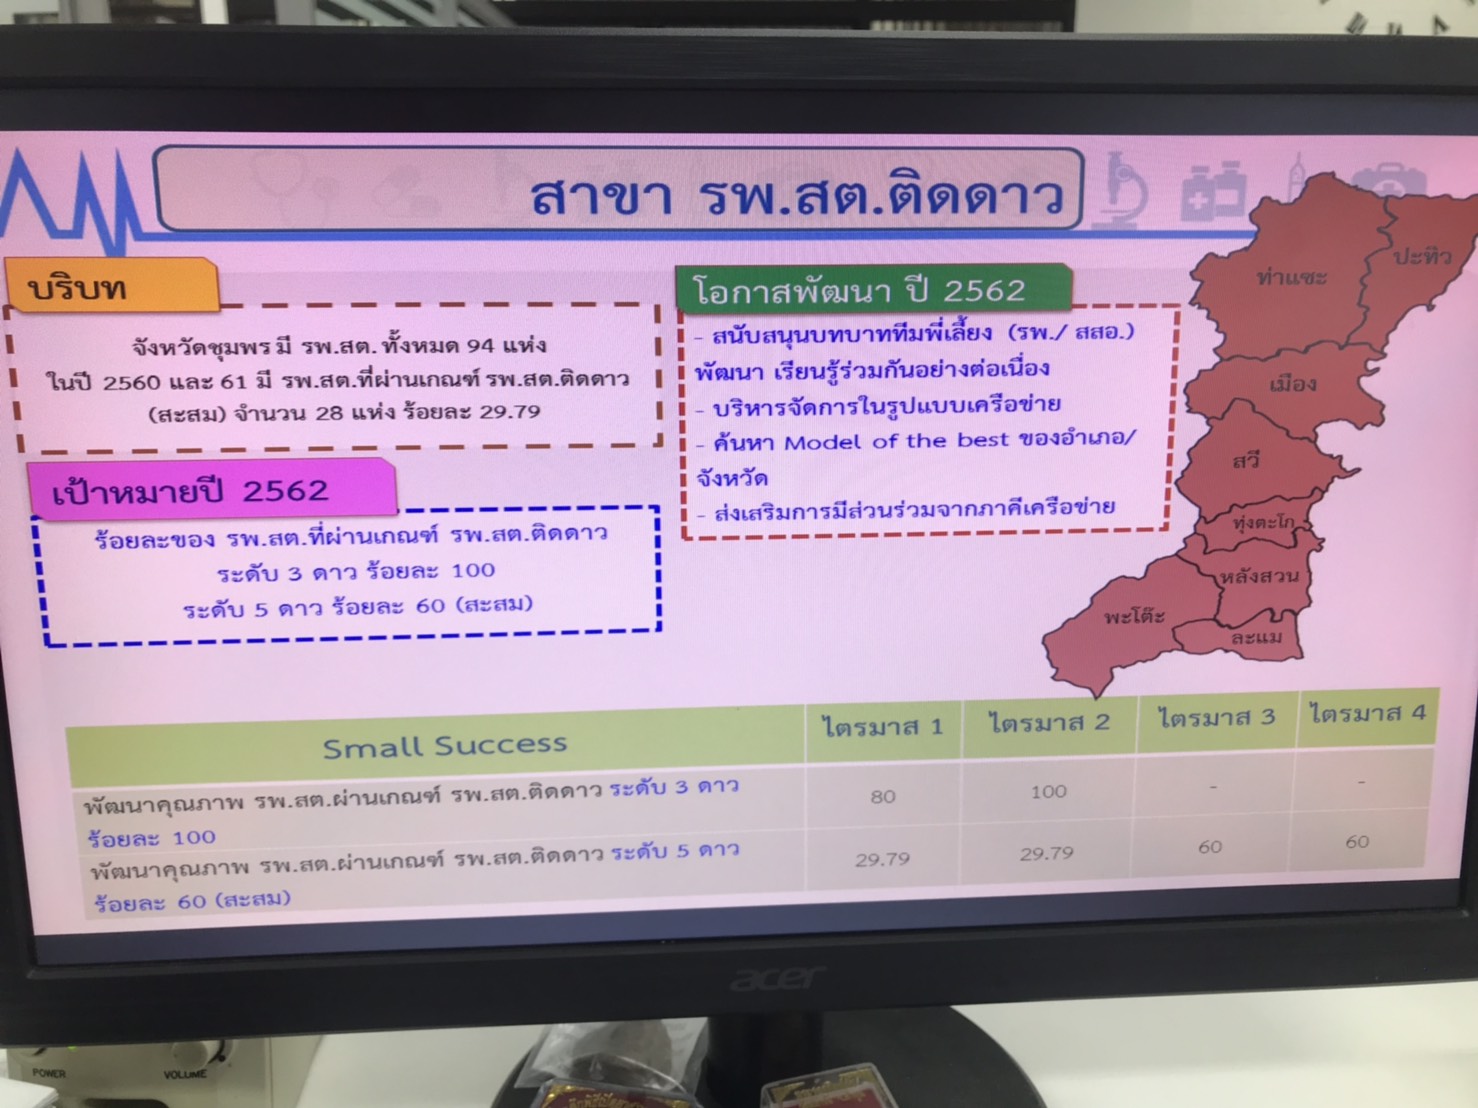 สาขา รพ.สต.ติดดาว
บริบท
จังหวัดชุมพร มี รพ.สต. ทั้งหมด 94 แห่ง
ในปี 2560 และ 61 มี รพ.สต.ที่ผ่านเกณฑ์ รพ.สต.ติดดาว
(สะสม) จำนวน 28 แห่ง ร้อยละ 29.79
เป้าหมายปี 2562
ร้อยละของ รพ.สต.ที่ผ่านเกณฑ์ รพ.สต.ติดดาว
ระดับ 3 ดาว ร้อยละ 100
ระดับ 5 ดาว ร้อยละ 60 (สะสม)
โอกาสพัฒนา ปี 2562
- สนับสนุนบทบาททีมพี่เลี้ยง (รพ./ สสอ.)
พัฒนา เรียนรู้ร่วมกันอย่างต่อเนื่อง
- บริหารจัดการในรูปแบบเครือข่าย
- ค้นหา Model of the best ของอำเภอ/
จังหวัด
- ส่งเสริมการมีส่วนร่วมจากภาคีเครือข่าย
ปะทิว
ท่าแซะ
เมือง
สวี
ทุ่งตะโก
หลังสวน
พะโต๊ะ
ละแม
Small Success ไตรมาส 1 ไตรมาส 2 ไตรมาส 3 ไตรมาส 4
พัฒนาคุณภาพ รพ.สต.ผ่านเกณฑ์ รพ.สต.ติดดาว ระดับ 3 ดาว
ร้อยละ 100
80 100 - -
พัฒนาคุณภาพ รพ.สต.ผ่านเกณฑ์ รพ.สต.ติดดาว ระดับ 5 ดาว
ร้อยละ 60 (สะสม)
29.79 29.79 60 60
acer
POWER VOLUME